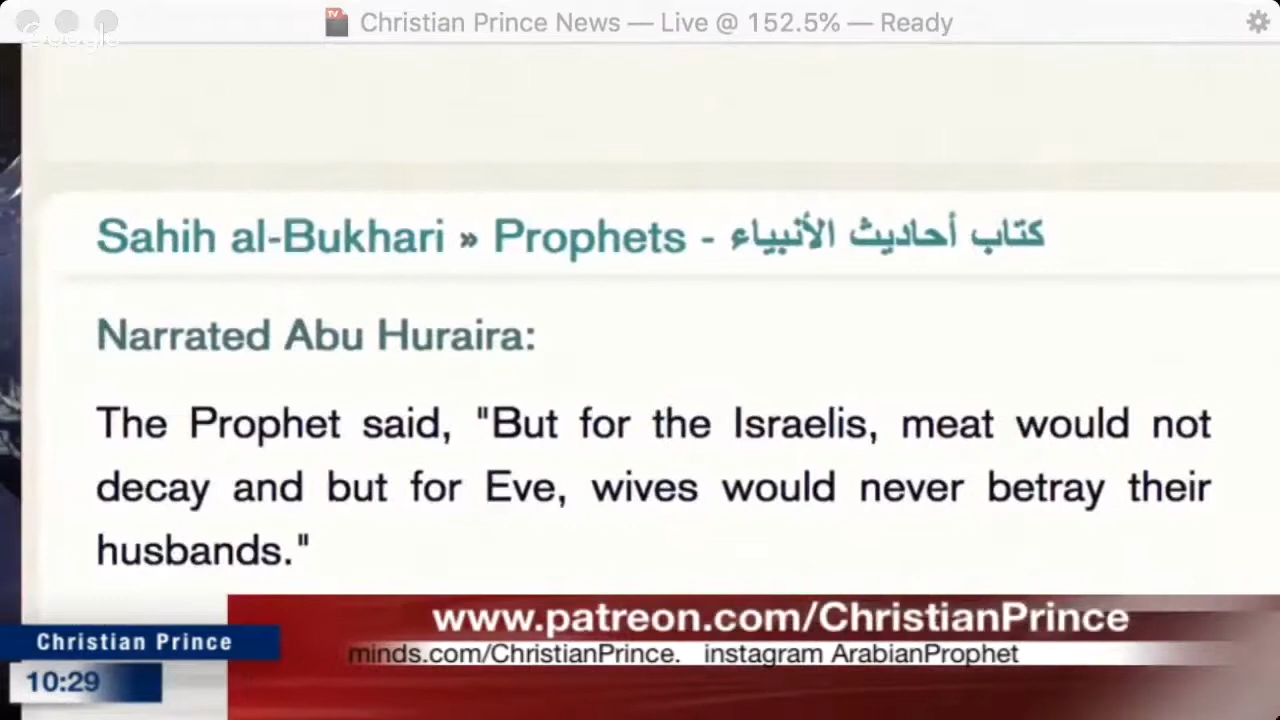 Christian Prince News — Live @ 152.5% — Ready
Google
Sahih al-Bukhari » Prophets - كتاب أحاديث الأنبياء
Narrated Abu Huraira:
The Prophet said, "But for the Israelis, meat would not
decay and but for Eve, wives would never betray their
husbands."
www.patreon.com/ChristianPrince
Christian Prince
minds.com/ChristianPrince. instagram ArabianProphet
10:29